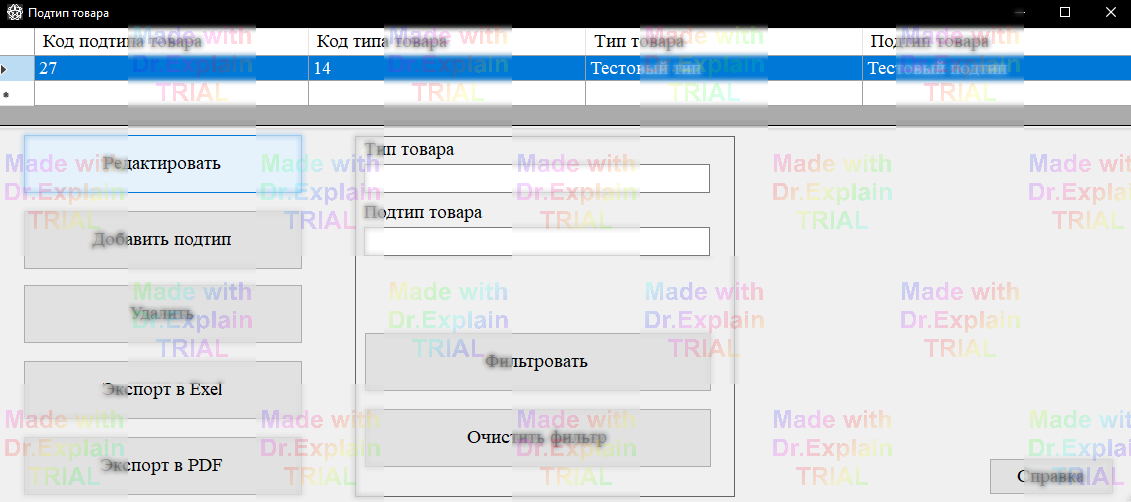 Подтип товара
Код подтипа товара Код типа товара Тип товара Подтип товара
27 14 Тестовый тип Тестовый подтип
Редактировать
Добавить подтип
Удалить
Экспорт в Exel
Экспорт в PDF
Тип товара
Подтип товара
Фильтровать
Очистить фильтр
Справка
Made with
Dr.Explain
TRIAL